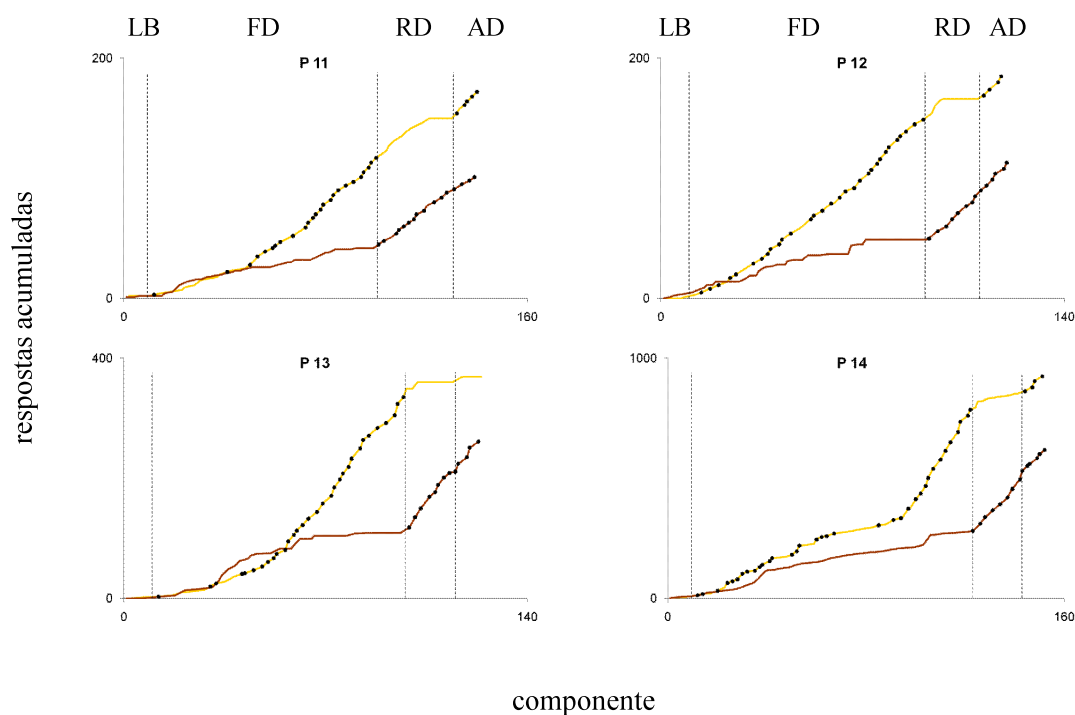 LB FD RD AD LB FD RD AD
P 11
200
0
0 160
P 12
200
0
0 140
P 13
400
0
0 140
P 14
1000
0
0 160
respostas acumuladas
componente